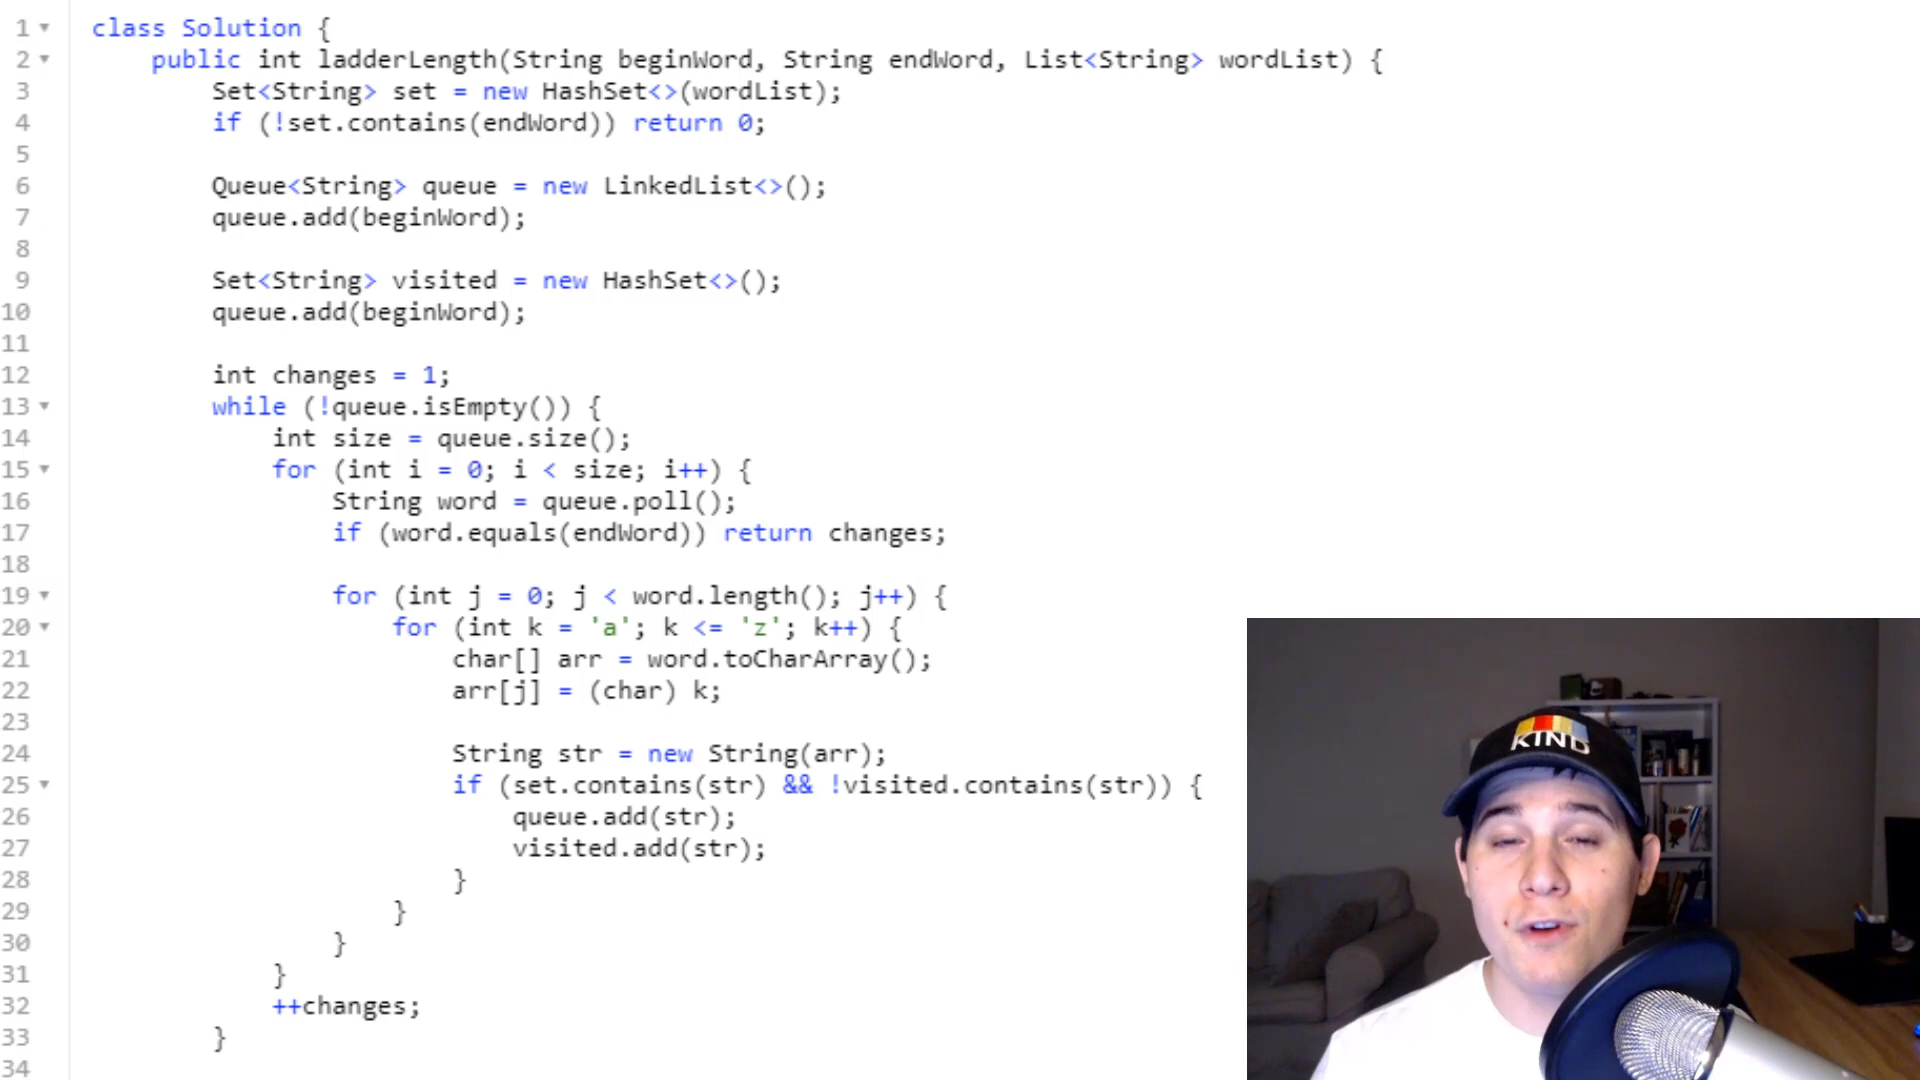 1 class Solution {
2 public int ladderLength(String beginWord, String endWord, List<String> wordList) {
3 Set<String> set = new HashSet<>(wordList);
4 if (!set.contains(endWord)) return 0;
5
6 Queue<String> queue = new LinkedList<>();
7 queue.add(beginWord);
8
9 Set<String> visited = new HashSet<>();
10 queue.add(beginWord);
11
12 int changes = 1;
13 while (!queue.isEmpty()) {
14 int size = queue.size();
15 for (int i = 0; i < size; i++) {
16 String word = queue.poll();
17 if (word.equals(endWord)) return changes;
18
19 for (int j = 0; j < word.length(); j++) {
20 for (int k = 'a'; k <= 'z'; k++) {
21 char[] arr = word.toCharArray();
22 arr[j] = (char) k;
23
24 String str = new String(arr);
25 if (set.contains(str) && !visited.contains(str)) {
26 queue.add(str);
27 visited.add(str);
28 }
29 }
30 }
31 }
32 ++changes;
33 }
34
KIND